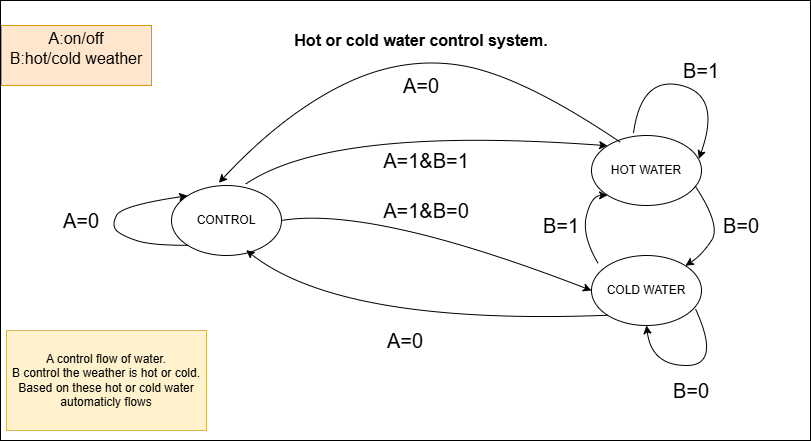 A:on/off
B:hot/cold weather
Hot or cold water control system.
A=0
B=1
A=1&B=1
HOT WATER
A=0
CONTROL
A=1&B=0
B=1
B=0
COLD WATER
A=0
B=0
A control flow of water.
B control the weather is hot or cold.
Based on these hot or cold water
automaticly flows